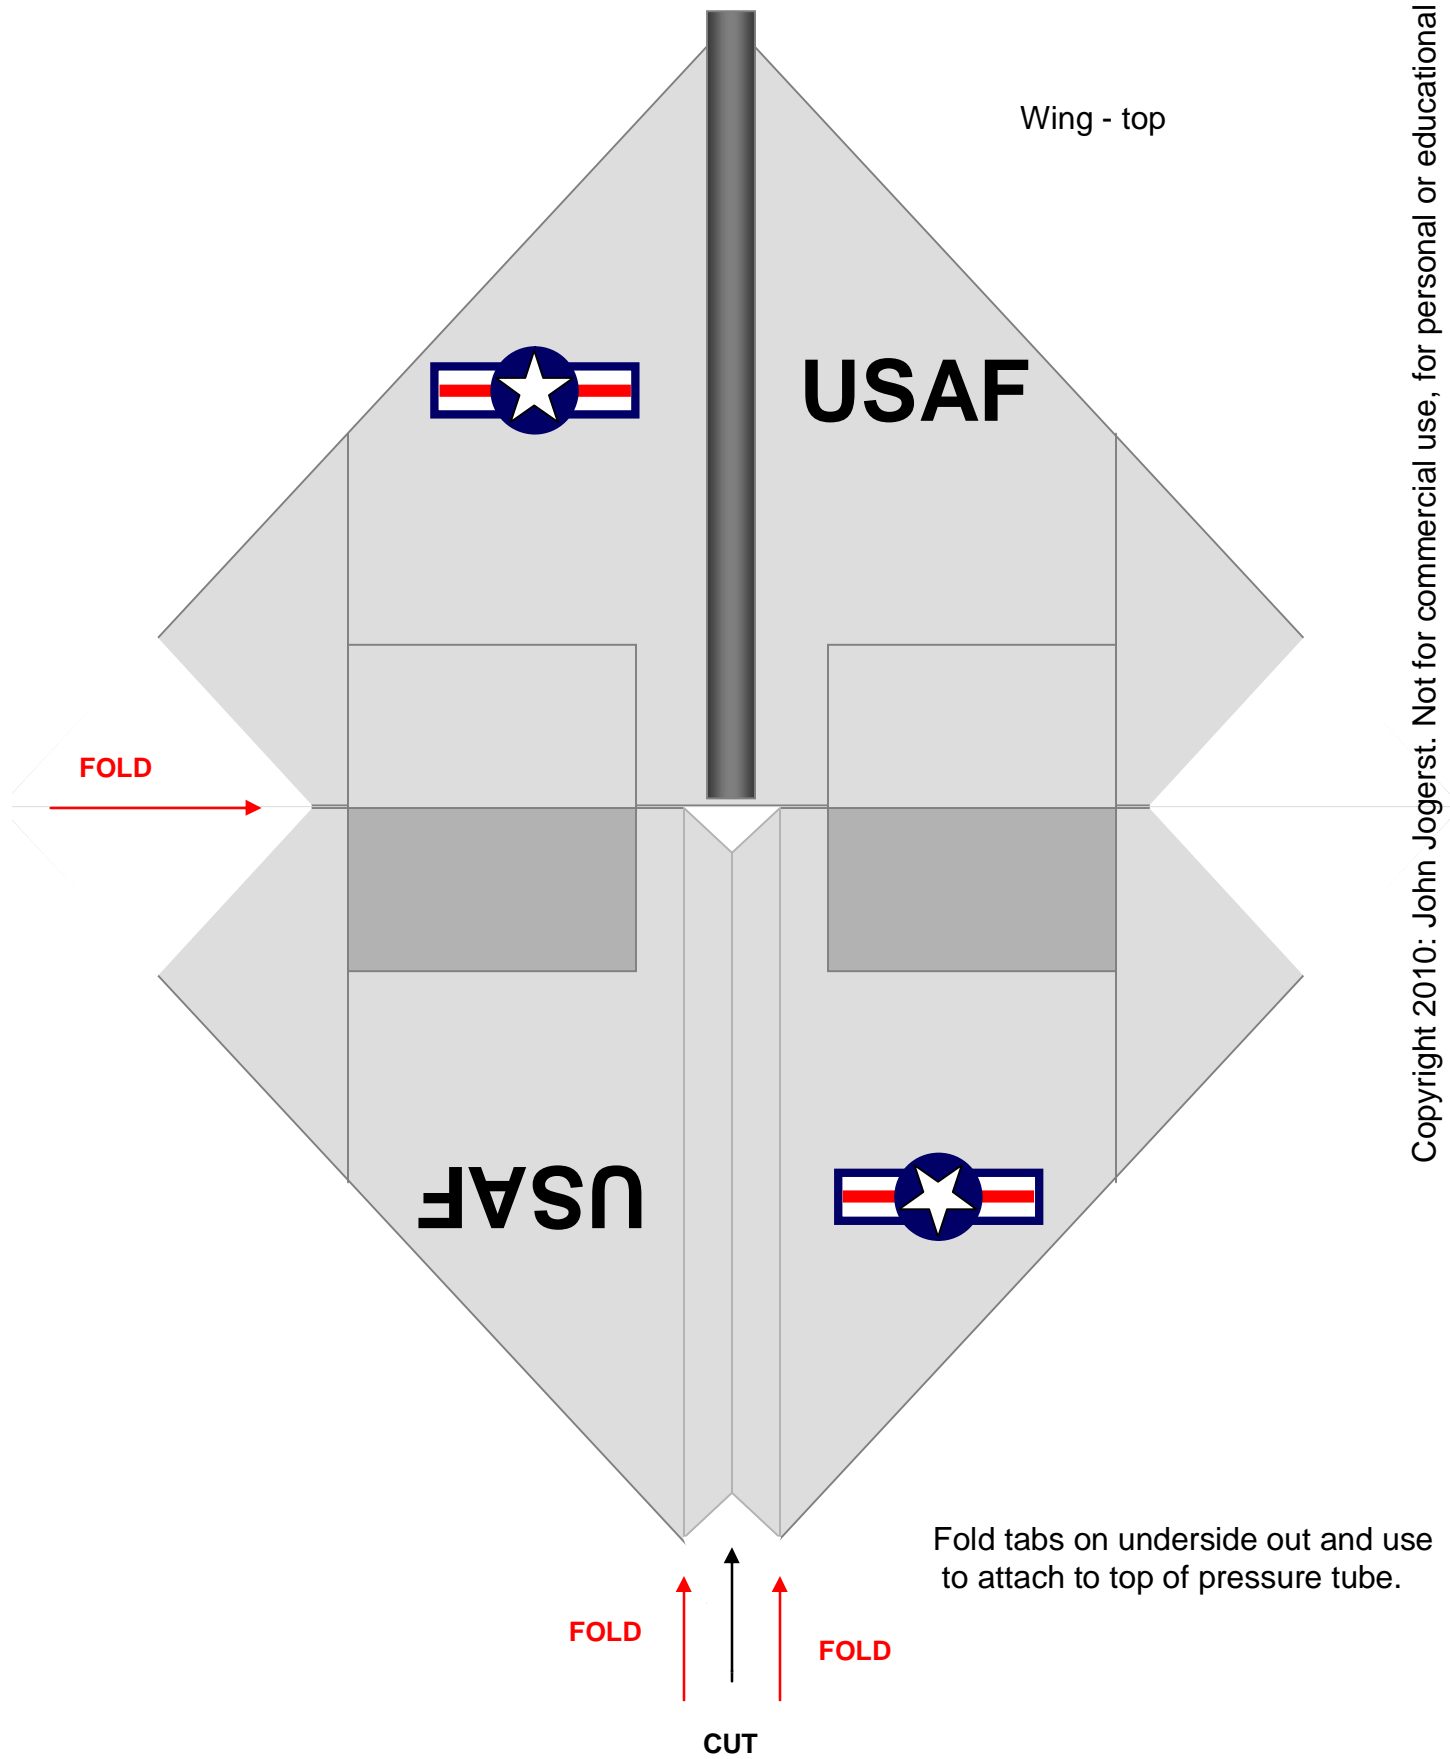 Wing - top
USAF
FOLD
USAF
Fold tabs on underside out and use
to attach to top of pressure tube.
FOLD
FOLD
CUT
Copyright 2010: John Jogerst. Not for commercial use, for personal or educational